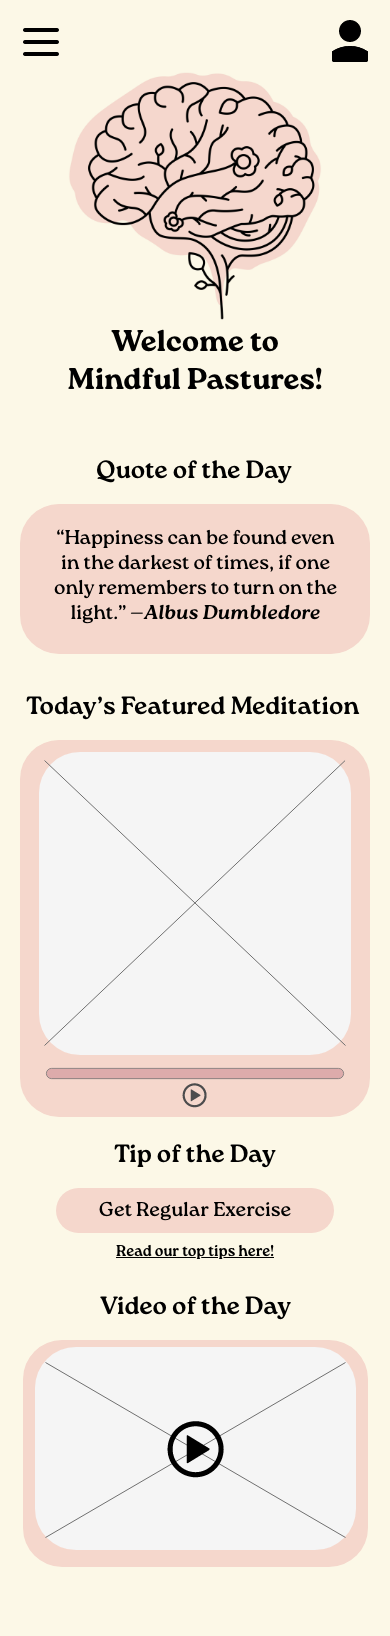 Welcome to
Mindful Pastures!
Quote of the Day
“Happiness can be found even
in the darkest of times, if one
only remembers to turn on the
light.” —Albus Dumbledore
Today’s Featured Meditation
Tip of the Day
Get Regular Exercise
Read our top tips here!
Video of the Day